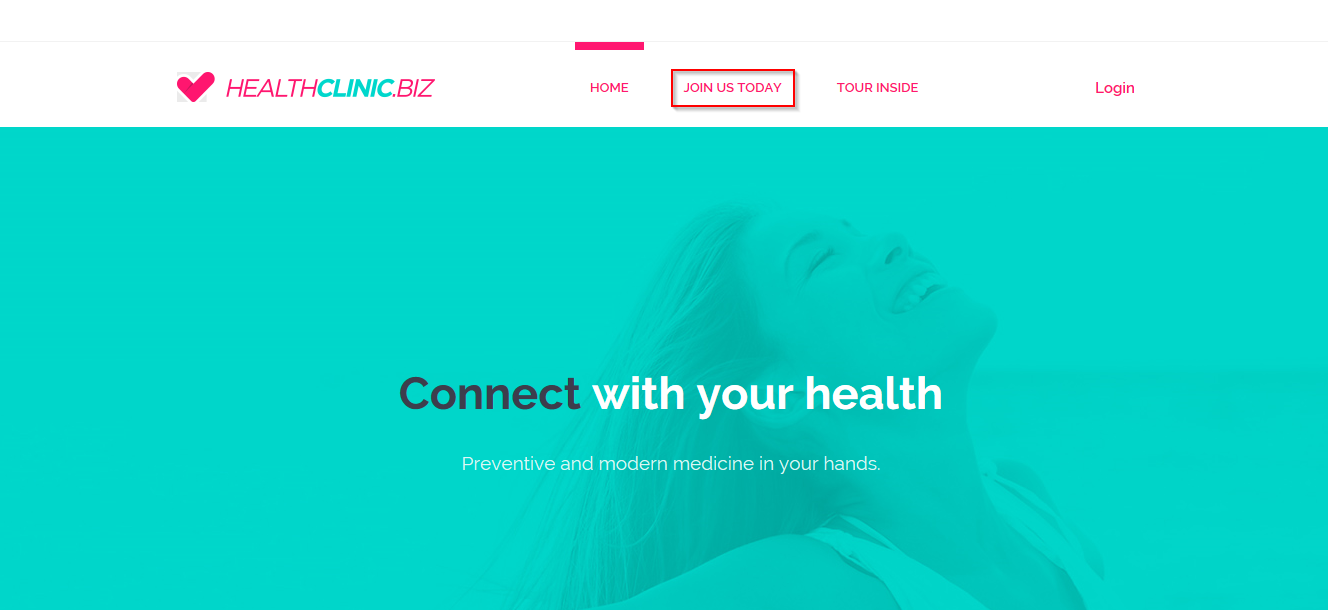 HEALTHCLINIC.BIZ HOME JOIN US TODAY TOUR INSIDE Login
Connect with your health
Preventive and modern medicine in your hands.